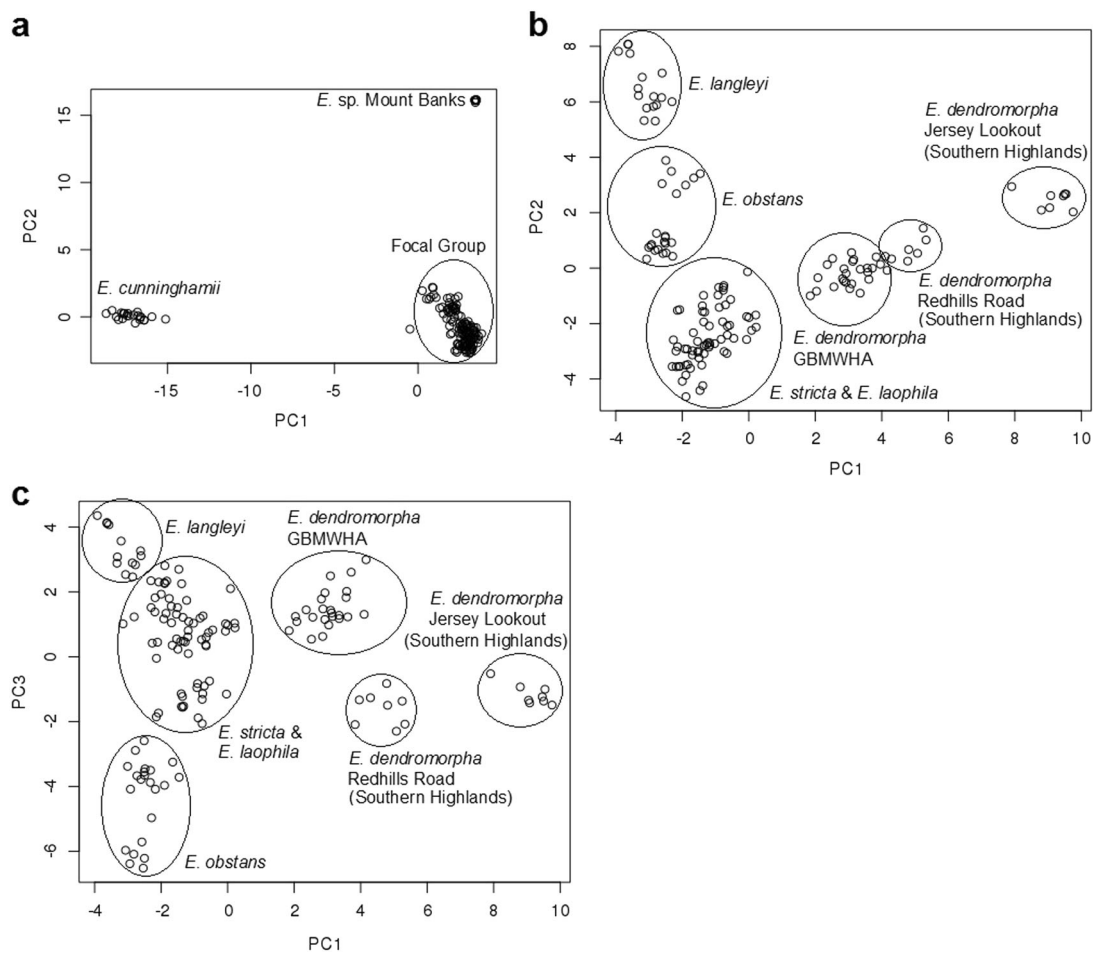 a
E. sp. Mount Banks
Focal Group
E. cunninghamii
15
10
5
0
PC2
-15
-10
-5
0
PC1
b
E. langleyi
E. dendromorpha
Jersey Lookout
(Southern Highlands)
E. obstans
E. dendromorpha
Redhills Road
(Southern Highlands)
E. dendromorpha
GBMWHA
E. stricta & E. laophila
8
6
4
2
0
-2
-4
PC2
-4
-2
0
2
4
6
8
10
PC1
c
E. langleyi
E. dendromorpha
GBMWHA
E. dendromorpha
Jersey Lookout
(Southern Highlands)
E. stricta &
E. laophila
E. dendromorpha
Redhills Road
(Southern Highlands)
E. obstans
4
2
0
-2
-4
-6
PC3
-4
-2
0
2
4
6
8
10
PC1